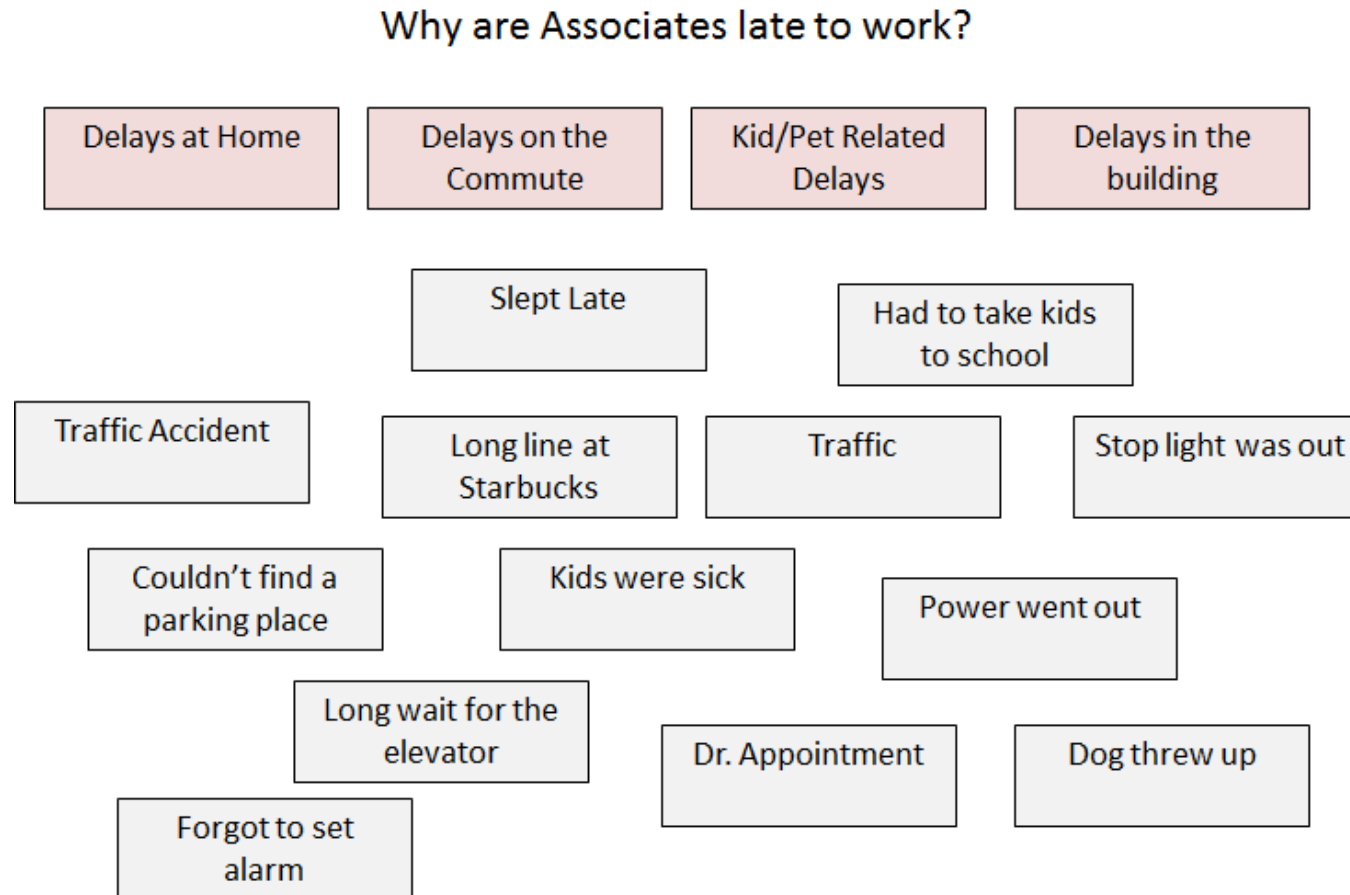 Why are Associates late to work?
Delays at Home
Delays on the
Commute
Kid/Pet Related
Delays
Delays in the
building
Slept Late
Had to take kids
to school
Traffic Accident
Long line at
Starbucks
Traffic
Stop light was out
Couldn’t find a
parking place
Kids were sick
Power went out
Long wait for the
elevator
Dr. Appointment
Dog threw up
Forgot to set
alarm